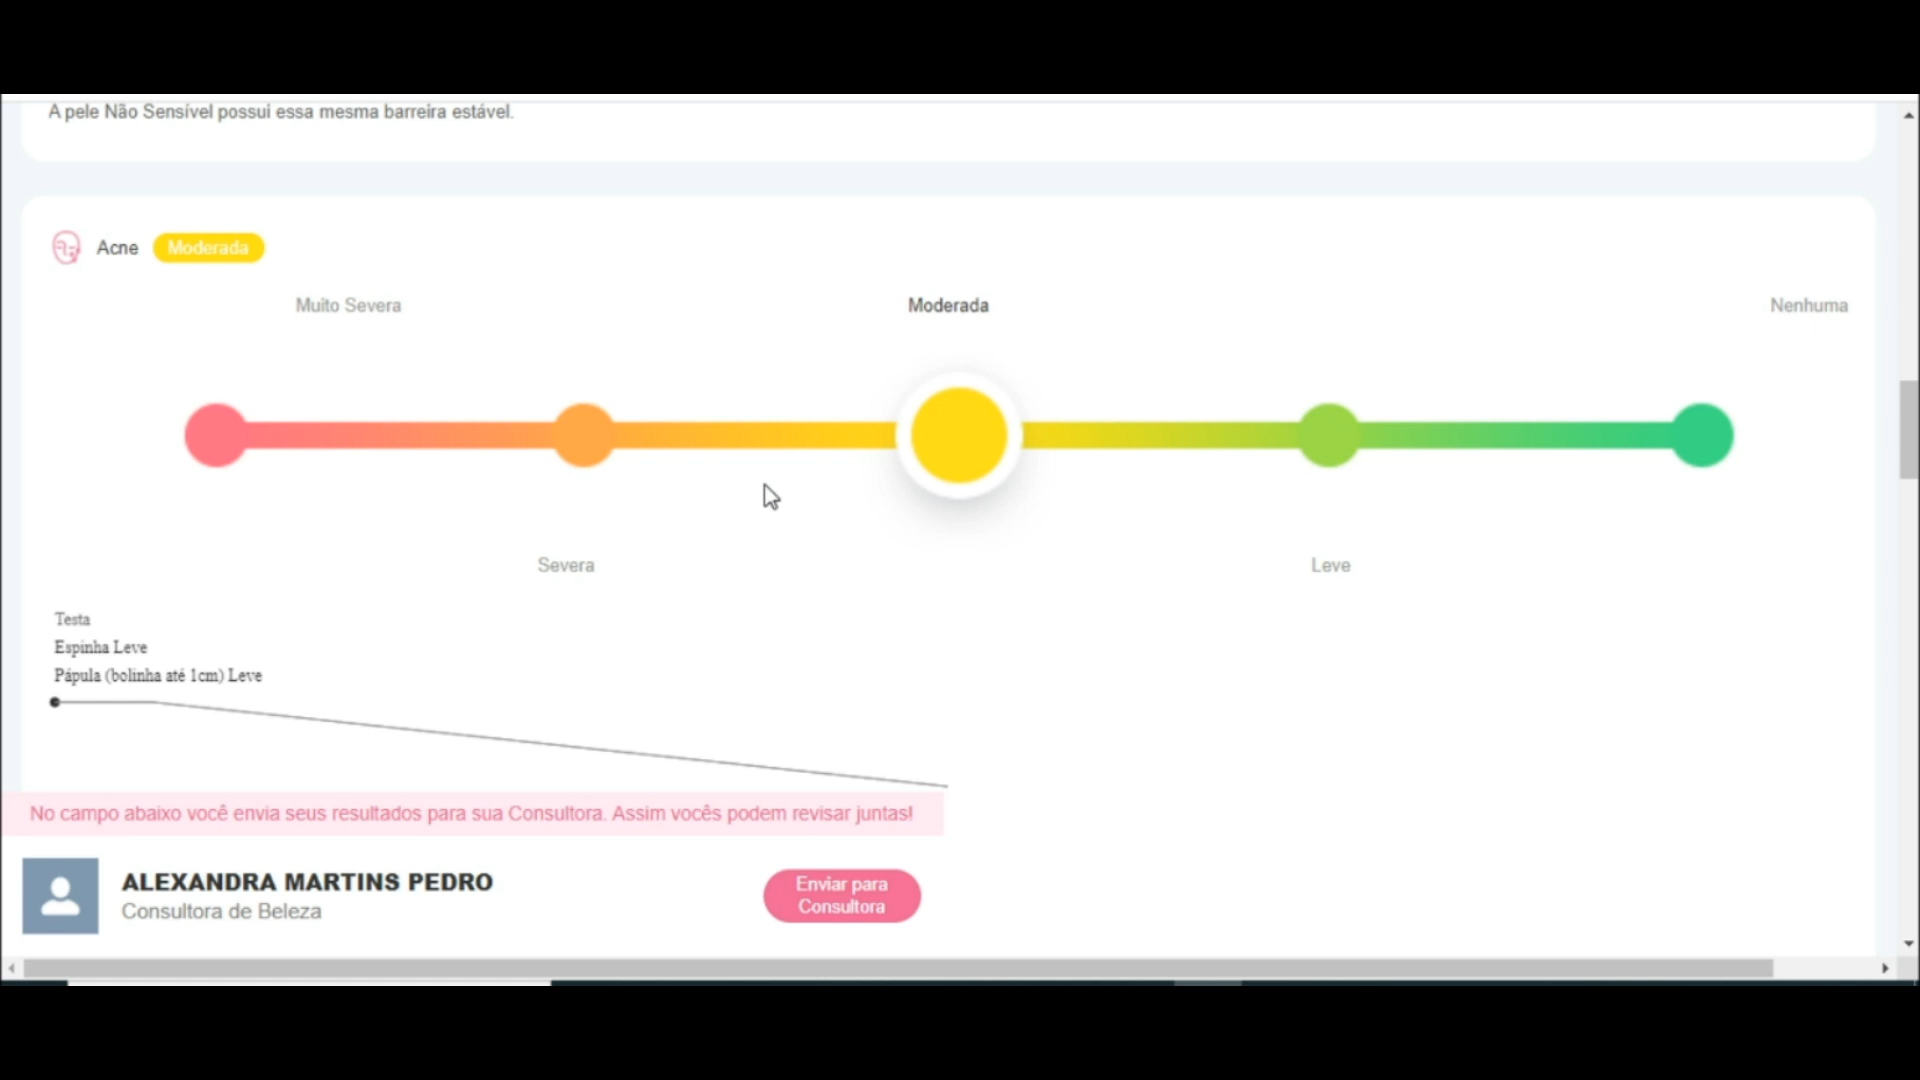 A pele Não Sensível possui essa mesma barreira estável.
Acne Moderada
Muito Severa Moderada Nenhuma
Severa Leve
Testa
Espinha Leve
Pápula (bolinha até 1cm) Leve
No campo abaixo você envia seus resultados para sua Consultora. Assim vocês podem revisar juntas!
ALEXANDRA MARTINS PEDRO
Consultora de Beleza
Enviar para
Consultora